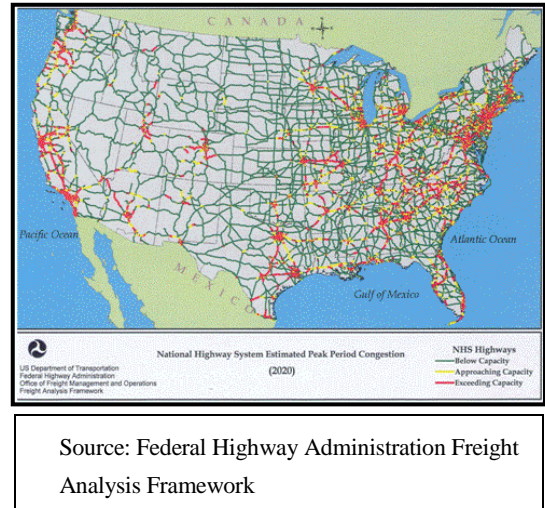 CANADA
Pacific Ocean
Atlantic Ocean
MEXICO
Gulf of Mexico
US Department of Transportation
Federal Highway Administration
Office of Freight Management and Operations
Freight Analysis Framework
National Highway System Estimated Peak Period Congestion
(2020)
NHS Highways
Below Capacity
Approaching Capacity
Exceeding Capacity
Source: Federal Highway Administration Freight
Analysis Framework